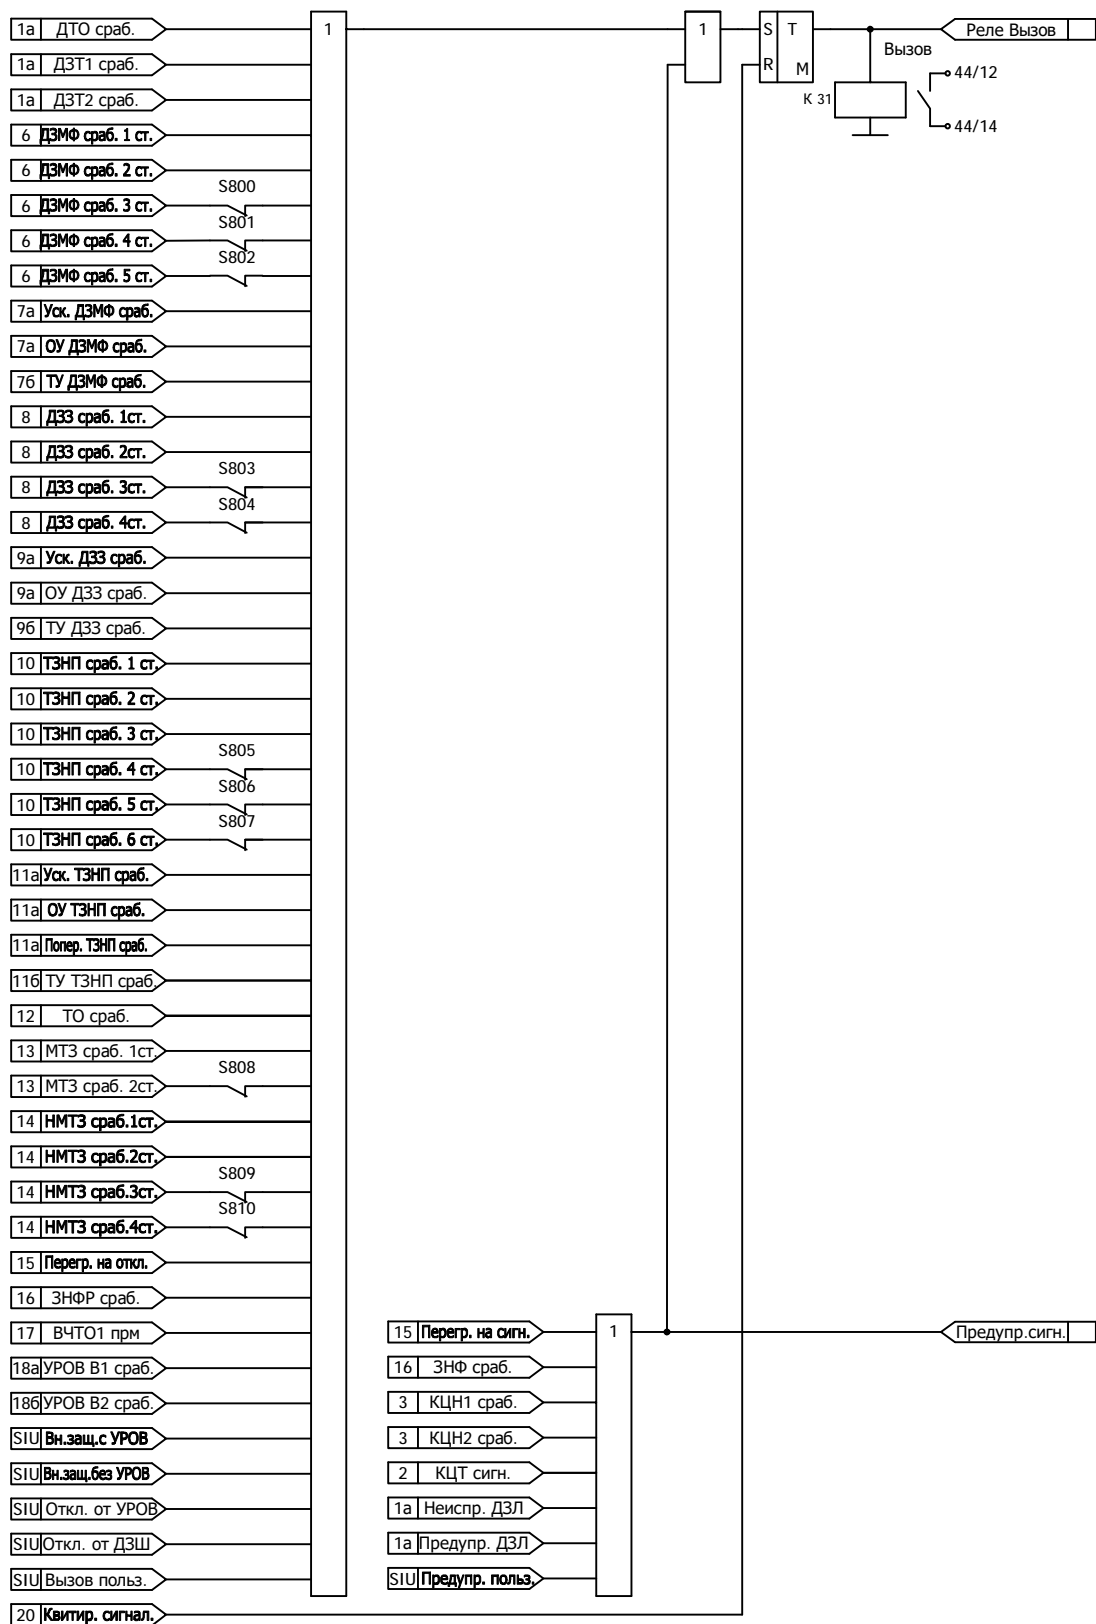 1а ДТО сраб.
1
1
S T
R M
Реле Вызов
Вызов
К 31
44/12
44/14
1а ДЗТ1 сраб.
1а ДЗТ2 сраб.
6 ДЗМФ сраб. 1 ст.
6 ДЗМФ сраб. 2 ст.
S800
6 ДЗМФ сраб. 3 ст.
S801
6 ДЗМФ сраб. 4 ст.
S802
6 ДЗМФ сраб. 5 ст.
7а Уск. ДЗМФ сраб.
7а ОУ ДЗМФ сраб.
7б ТУ ДЗМФ сраб.
8 ДЗЗ сраб. 1ст.
8 ДЗЗ сраб. 2ст.
S803
8 ДЗЗ сраб. 3ст.
S804
8 ДЗЗ сраб. 4ст.
9а Уск. ДЗЗ сраб.
9а ОУ ДЗЗ сраб.
9б ТУ ДЗЗ сраб.
10 ТЗНП сраб. 1 ст.
10 ТЗНП сраб. 2 ст.
10 ТЗНП сраб. 3 ст.
S805
10 ТЗНП сраб. 4 ст.
S806
10 ТЗНП сраб. 5 ст.
S807
10 ТЗНП сраб. 6 ст.
11а Уск. ТЗНП сраб.
11а ОУ ТЗНП сраб.
11а Попер. ТЗНП сраб.
11б ТУ ТЗНП сраб.
12 ТО сраб.
13 МТЗ сраб. 1ст.
S808
13 МТЗ сраб. 2ст.
14 НМТЗ сраб.1ст.
14 НМТЗ сраб.2ст.
S809
14 НМТЗ сраб.3ст.
S810
14 НМТЗ сраб.4ст.
15 Перегр. на откл.
16 ЗНФР сраб.
17 ВЧТО1 прм
18а УРОВ В1 сраб.
18б УРОВ В2 сраб.
SIU Вн.защ.с УРОВ
SIU Вн.защ.без УРОВ
SIU Откл. от УРОВ
SIU Откл. от ДЗШ
SIU Вызов польз.
20 Квитир. сигнал.
15 Перегр. на сигн.
1
Предупр.сигн.
16 ЗНФ сраб.
3 КЦН1 сраб.
3 КЦН2 сраб.
2 КЦТ сигн.
1а Неиспр. ДЗЛ
1а Предупр. ДЗЛ
SIU Предупр. польз.